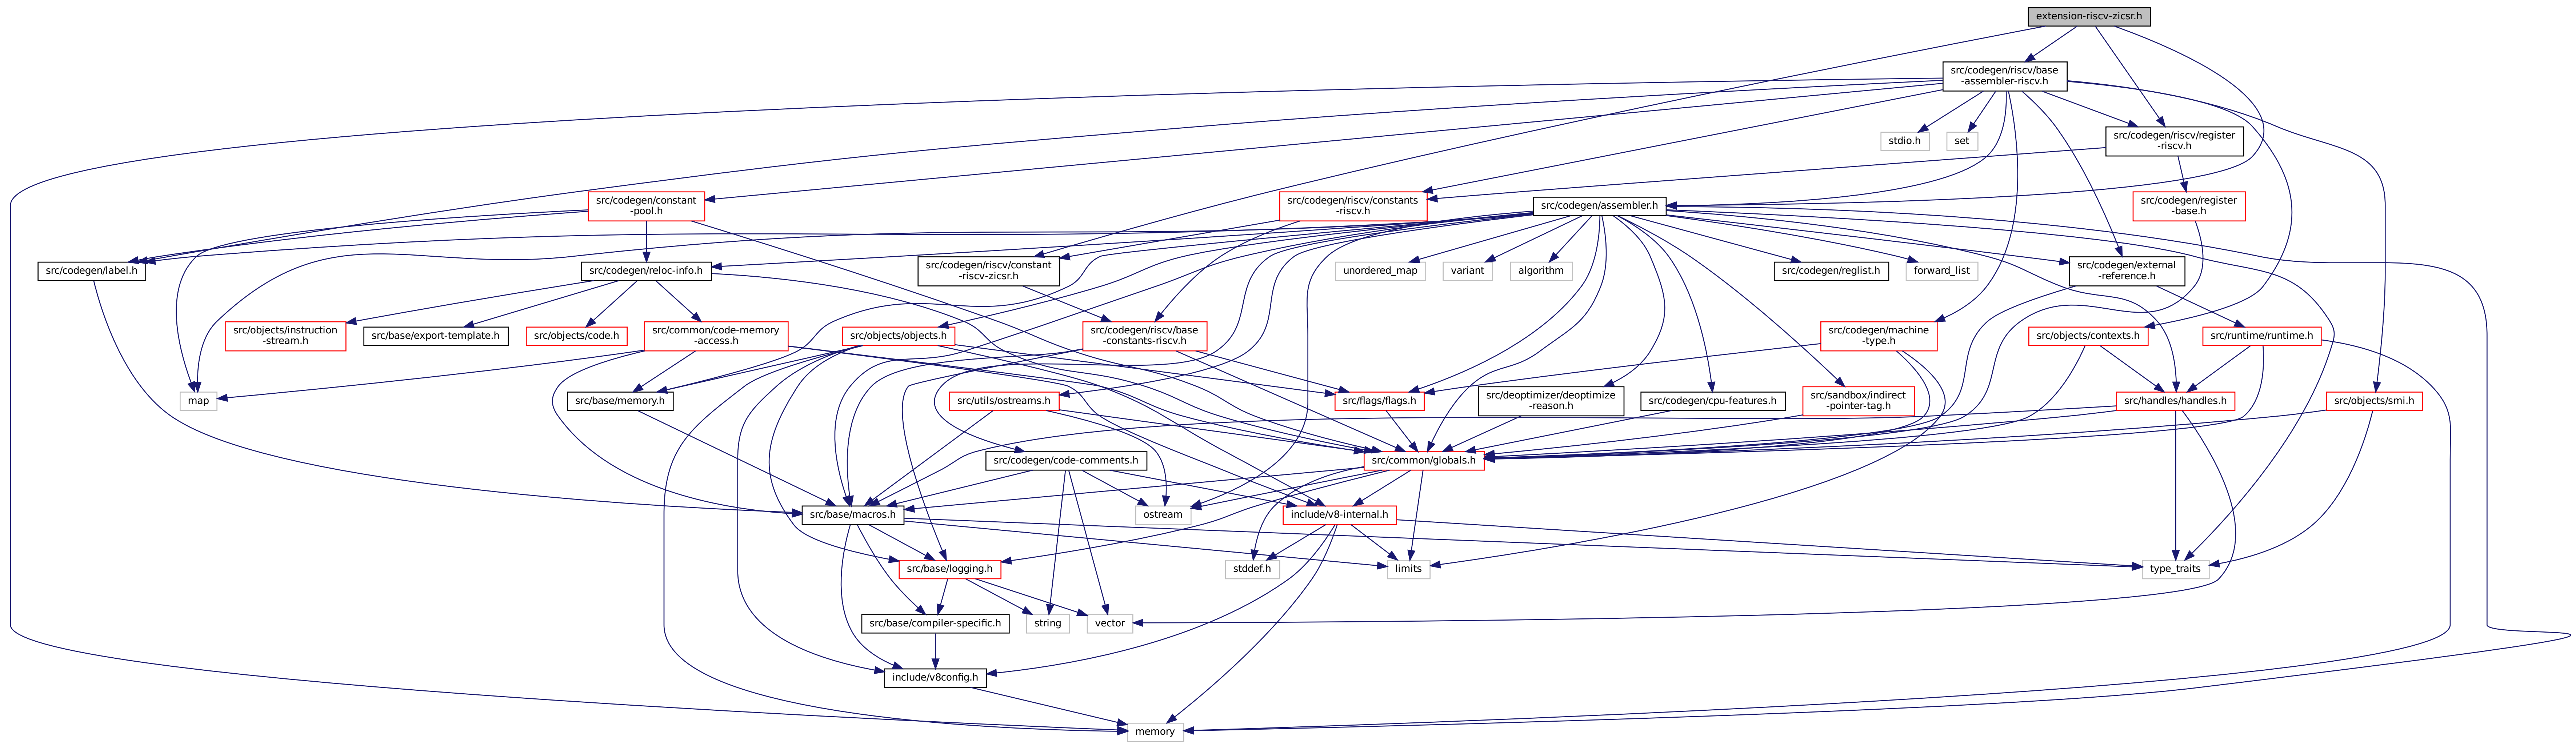 extension-riscv-zicsr.h
src/codegen/riscv/base
-assembler-riscv.h
stdio.h
set
src/codegen/riscv/register
-riscv.h
src/codegen/constant
-pool.h
src/codegen/riscv/constants
-riscv.h
src/codegen/assembler.h
src/codegen/register
-base.h
src/codegen/label.h
src/codegen/reloc-info.h
src/codegen/riscv/constant
-riscv-zicsr.h
unordered_map
variant
algorithm
src/codegen/reglist.h
forward_list
src/codegen/external
-reference.h
src/objects/instruction
-stream.h
src/base/export-template.h
src/objects/code.h
src/common/code-memory
-access.h
src/objects/objects.h
src/codegen/riscv/base
-constants-riscv.h
src/codegen/machine
-type.h
src/objects/contexts.h
src/runtime/runtime.h
map
src/base/memory.h
src/utils/ostreams.h
src/flags/flags.h
src/deoptimizer/deoptimize
-reason.h
src/codegen/cpu-features.h
src/sandbox/indirect
-pointer-tag.h
src/handles/handles.h
src/objects/smi.h
src/codegen/code-comments.h
src/common/globals.h
src/base/macros.h
ostream
include/v8-internal.h
src/base/logging.h
stddef.h
limits
type_traits
src/base/compiler-specific.h
string
vector
include/v8config.h
memory